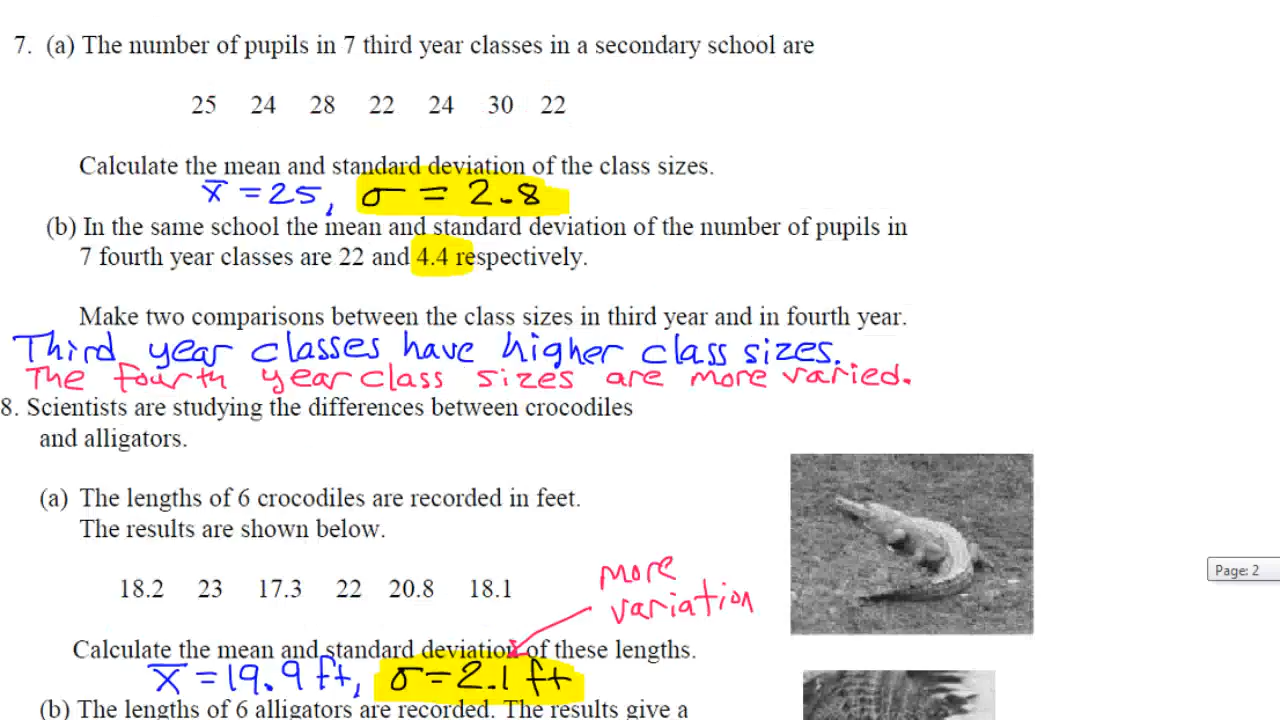 7. (a) The number of pupils in 7 third year classes in a secondary school are
25 24 28 22 24 30 22
Calculate the mean and standard deviation of the class sizes.
x̄ = 25, σ = 2.8
(b) In the same school the mean and standard deviation of the number of pupils in
7 fourth year classes are 22 and 4.4 respectively.
Make two comparisons between the class sizes in third year and in fourth year.
Third year classes have higher class sizes.
The fourth year class sizes are more varied.
8. Scientists are studying the differences between crocodiles
and alligators.
(a) The lengths of 6 crocodiles are recorded in feet.
The results are shown below.
18.2 23 17.3 22 20.8 18.1
more
variation
Page: 2
Calculate the mean and standard deviation of these lengths.
x̄ = 19.9 ft, σ = 2.1 ft
(b) The lengths of 6 alligators are recorded. The results give a